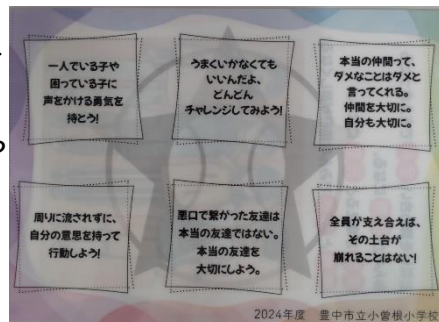 一人でいる子や
困っている子に
声をかける勇気を
持とう!
うまくいかなくても
いいんだよ、
どんどん
チャレンジしてみよう!
本当の仲間って、
ダメなことはダメと
言ってくれる。
仲間を大切に。
自分も大切に。
周りに流されずに、
自分の意思を持って
行動しよう!
悪口で繋がった友達は
本当の友達ではない。
本当の友達を
大切にしよう。
全員が支え合えば、
その土台が
崩れることはない!
2024年度 豊中市立小曽根小学校